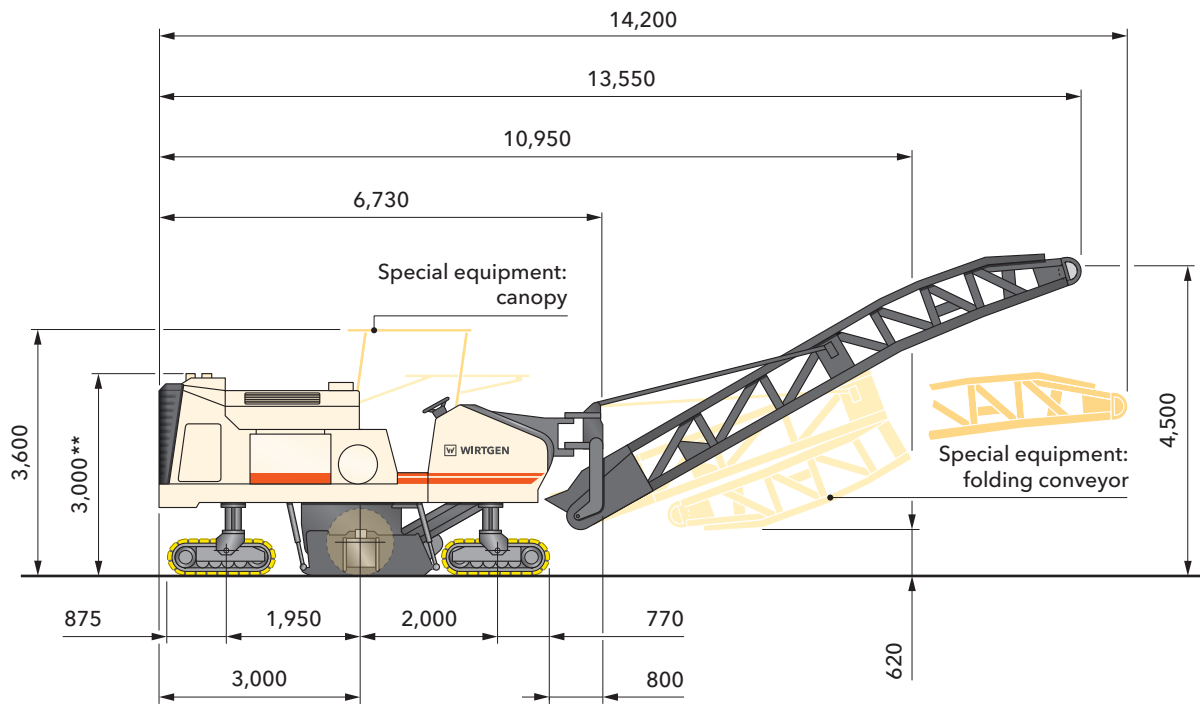 14,200
13,550
10,950
6,730
Special equipment:
canopy
3,600
3,000**
W WIRTGEN
4,500
Special equipment:
folding conveyor
875
1,950
2,000
770
620
3,000
800